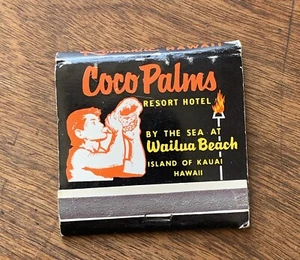 Coco Palms
RESORT HOTEL
BY THE SEA AT
Wailua Beach
ISLAND OF KAUAI
HAWAII